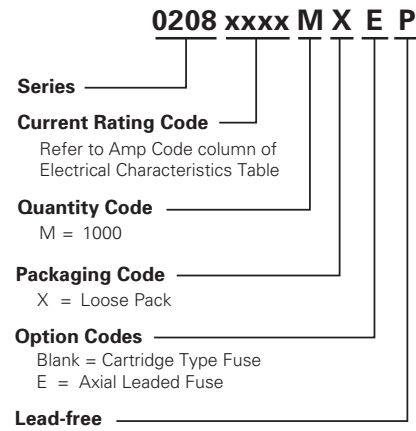 0208 xxxx M X E P
Series
Current Rating Code
Refer to Amp Code column of
Electrical Characteristics Table
Quantity Code
M = 1000
Packaging Code
X = Loose Pack
Option Codes
Blank = Cartridge Type Fuse
E = Axial Leaded Fuse
Lead-free